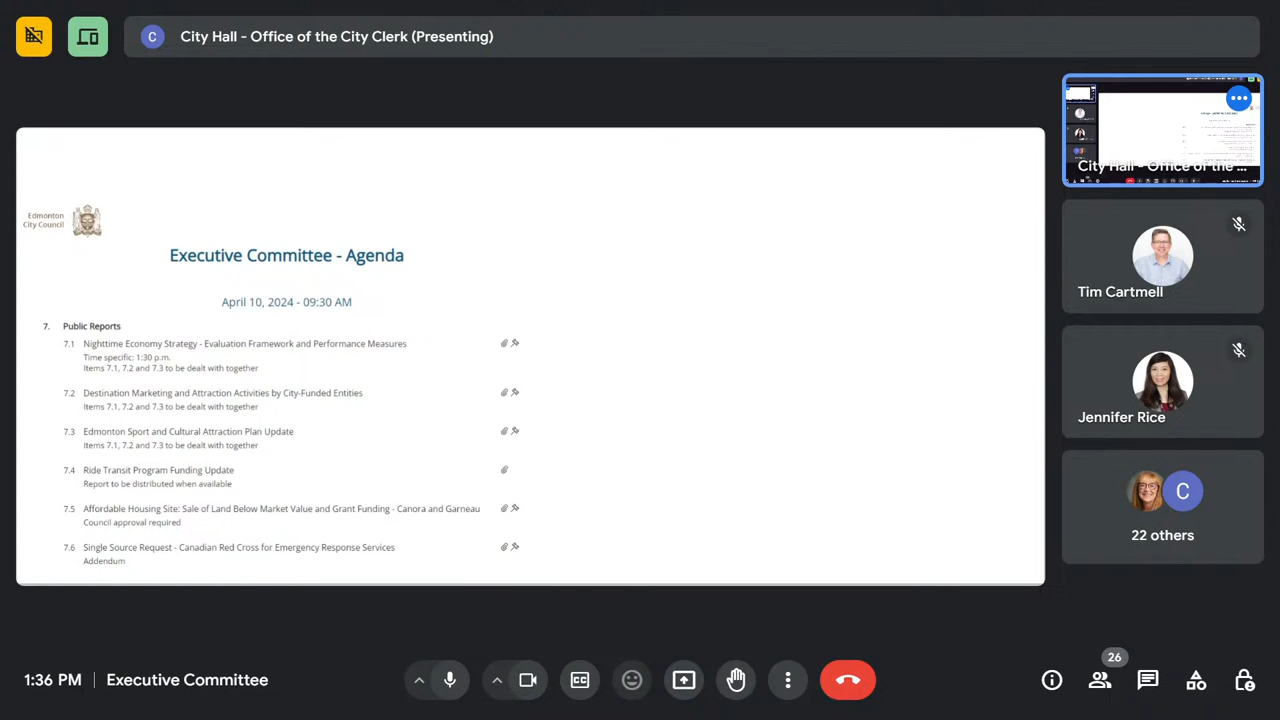 City Hall - Office of the City Clerk (Presenting)
Edmonton
City Council
Executive Committee - Agenda
April 10, 2024 - 09:30 AM
7. Public Reports
7.1 Nighttime Economy Strategy - Evaluation Framework and Performance Measures
Time specific: 1:30 p.m.
Items 7.1, 7.2 and 7.3 to be dealt with together
7.2 Destination Marketing and Attraction Activities by City-Funded Entities
Items 7.1, 7.2 and 7.3 to be dealt with together
7.3 Edmonton Sport and Cultural Attraction Plan Update
Items 7.1, 7.2 and 7.3 to be dealt with together
7.4 Ride Transit Program Funding Update
Report to be distributed when available
7.5 Affordable Housing Site: Sale of Land Below Market Value and Grant Funding - Canora and Garneau
Council approval required
7.6 Single Source Request - Canadian Red Cross for Emergency Response Services
Addendum
City Hall - Office of the ...
Tim Cartmell
Jennifer Rice
C
22 others
1:36 PM | Executive Committee
CC
26